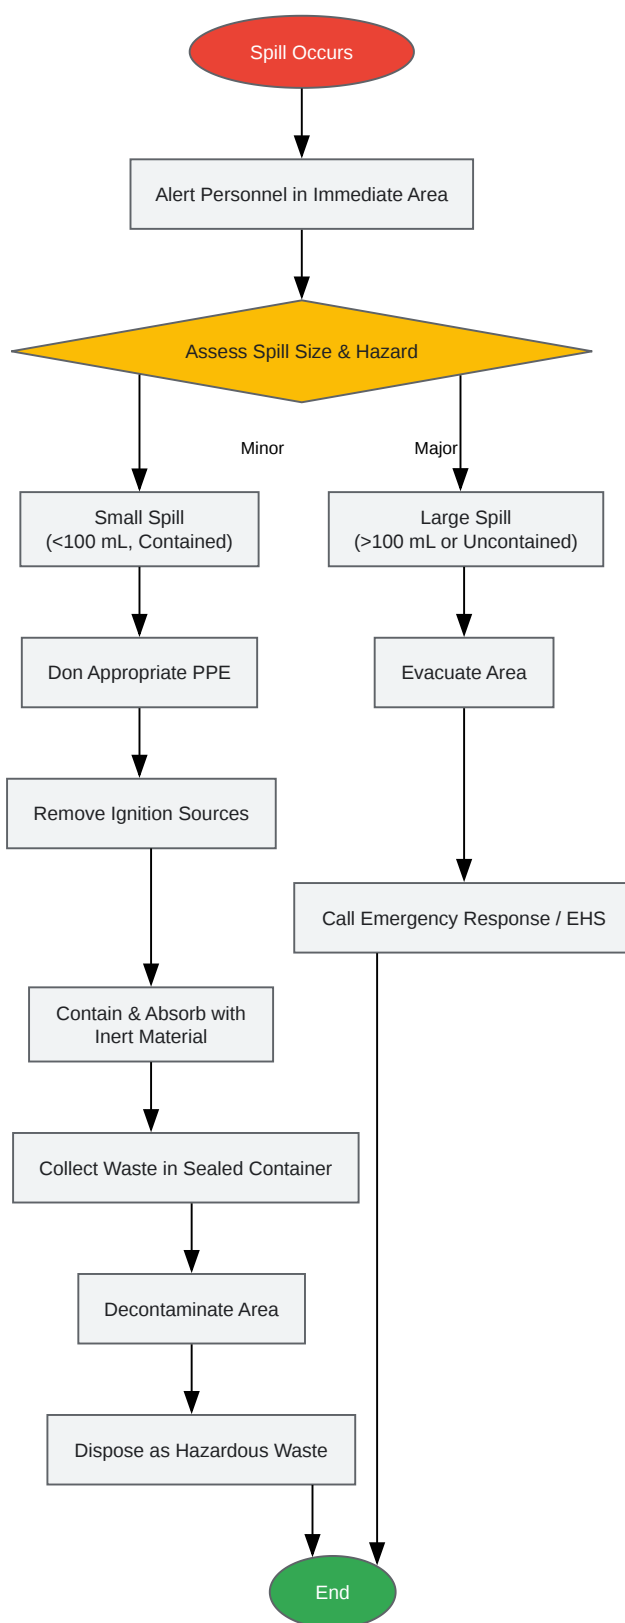 Spill Occurs
Alert Personnel in Immediate Area
Assess Spill Size & Hazard
Minor
Major
Small Spill
(<100 mL, Contained)
Large Spill
(>100 mL or Uncontained)
Don Appropriate PPE
Evacuate Area
Remove Ignition Sources
Call Emergency Response / EHS
Contain & Absorb with
Inert Material
Collect Waste in Sealed Container
Decontaminate Area
Dispose as Hazardous Waste
End